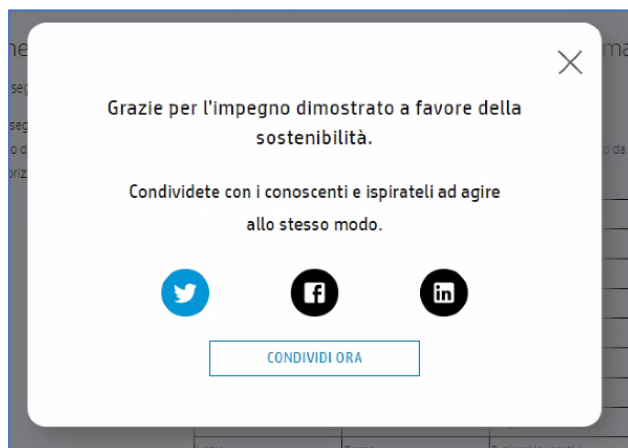 Grazie per l'impegno dimostrato a favore della
sostenibilità.
Condividete con i conoscenti e ispirateli ad agire
allo stesso modo.
CONDIVIDI ORA